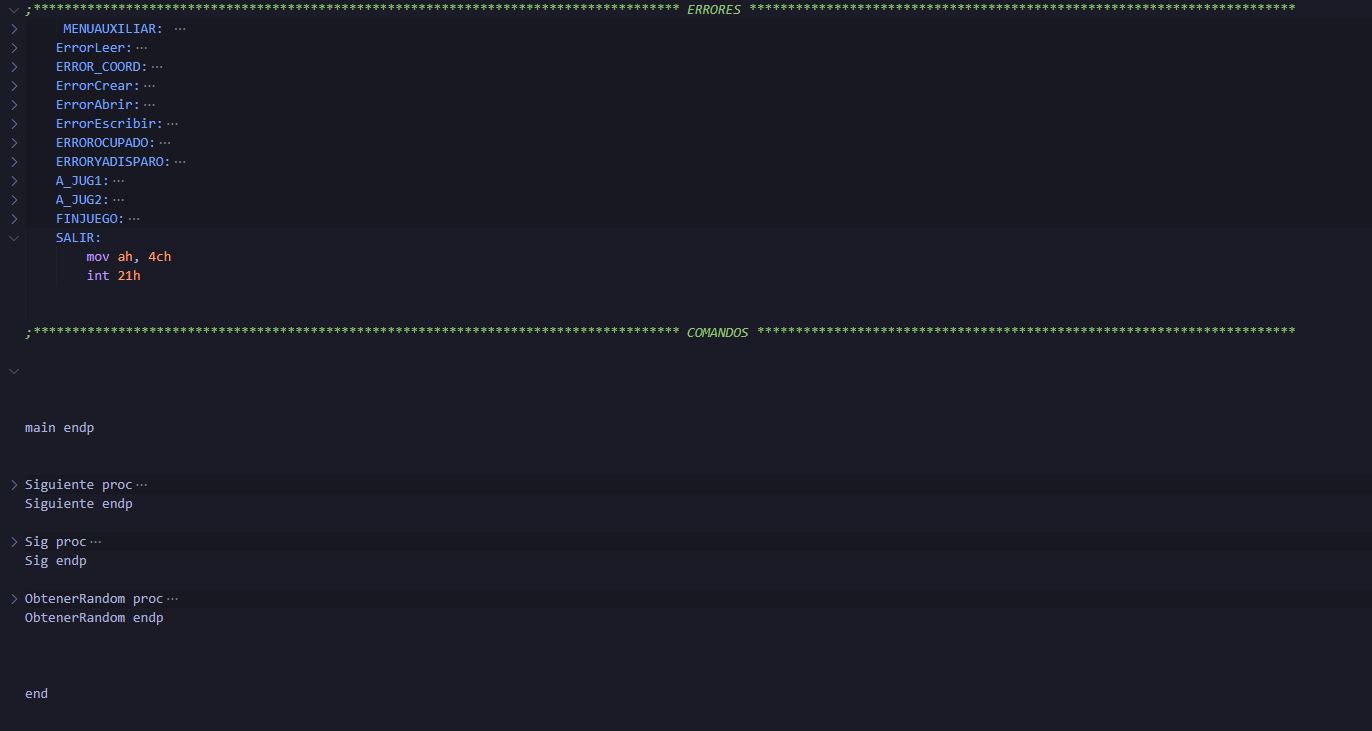 ;************************************************************************************ ERRORES ***********************************************************************
MENUAUXILIAR: ...
ErrorLeer: ...
ERROR_COORD: ...
ErrorCrear: ...
ErrorAbrir: ...
ErrorEscribir: ...
ERROROCUPADO: ...
ERRORYADISPARO: ...
A_JUG1: ...
A_JUG2: ...
FINJUEGO: ...
SALIR:
mov ah, 4ch
int 21h
;************************************************************************************ COMANDOS **********************************************************************
main endp
Siguiente proc ...
Siguiente endp
Sig proc ...
Sig endp
ObtenerRandom proc ...
ObtenerRandom endp
end